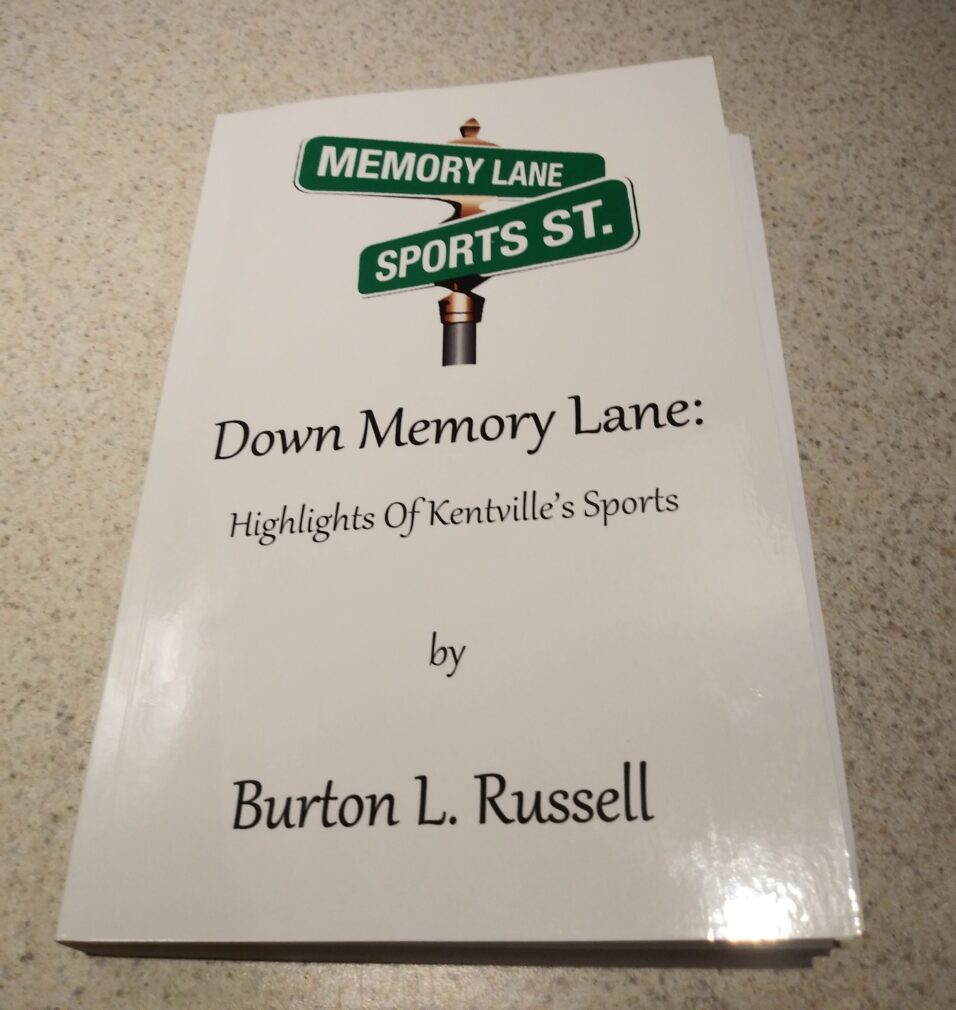 MEMORY LANE
SPORTS ST.
Down Memory Lane:
Highlights Of Kentville's Sports
by
Burton L. Russell